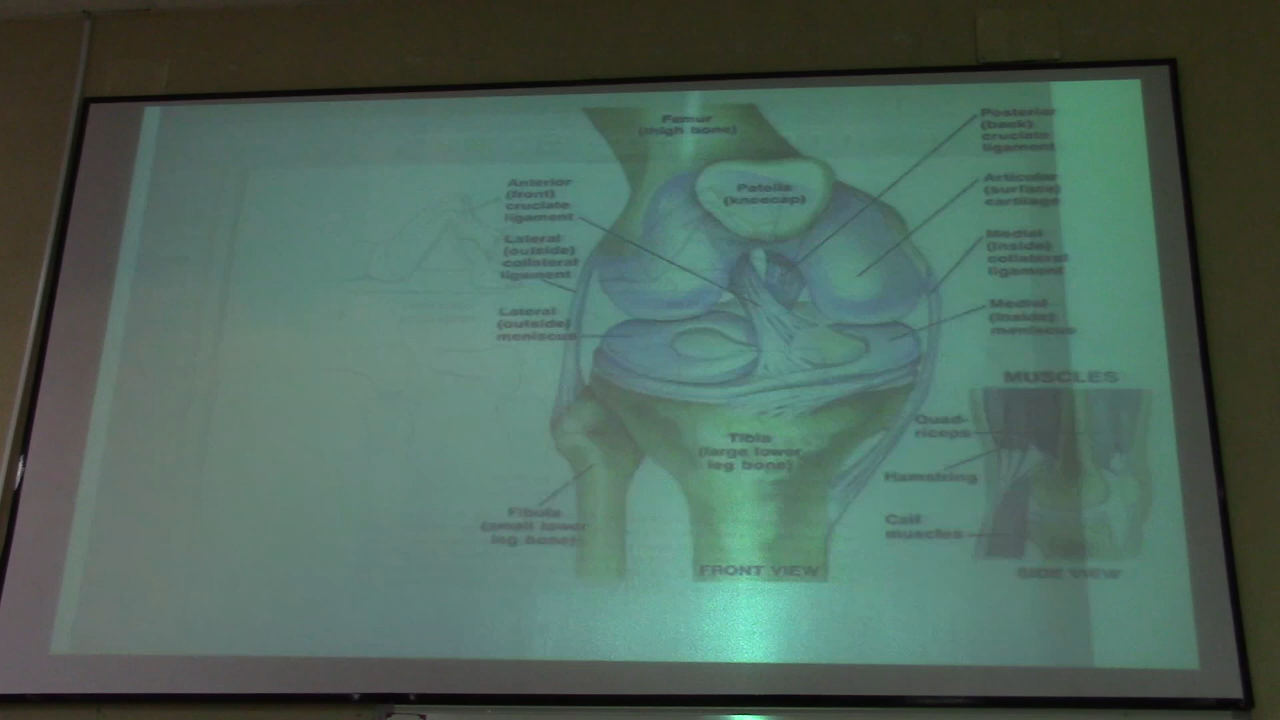 Femur
(thigh bone)
Patella
(kneecap)
Anterior
(front)
cruciate
ligament
Lateral
(outside)
collateral
ligament
Lateral
(outside)
meniscus
Fibula
(small lower
leg bone)
Tibia
(large lower
leg bone)
FRONT VIEW
Posterior
(back)
cruciate
ligament
Articular
(surface)
cartilage
Medial
(inside)
collateral
ligament
Medial
(inside)
meniscus
MUSCLES
Quad-
riceps
Hamstring
Calf
muscles
SIDE VIEW